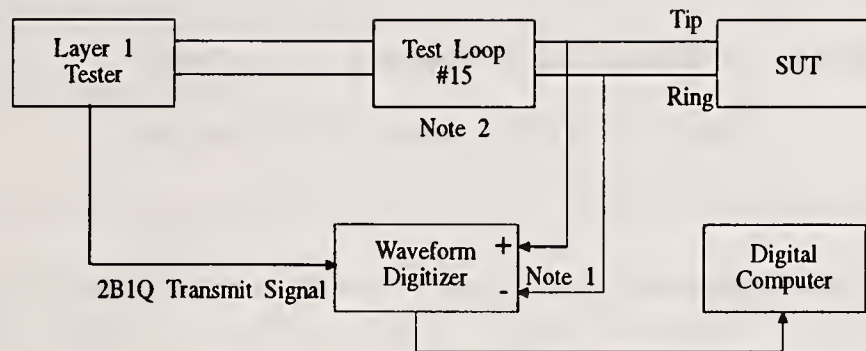 Layer 1
Tester
Test Loop
#15
Note 2
Tip
Ring
SUT
2B1Q Transmit Signal
Waveform
Digitizer
+
-
Note 1
Digital
Computer